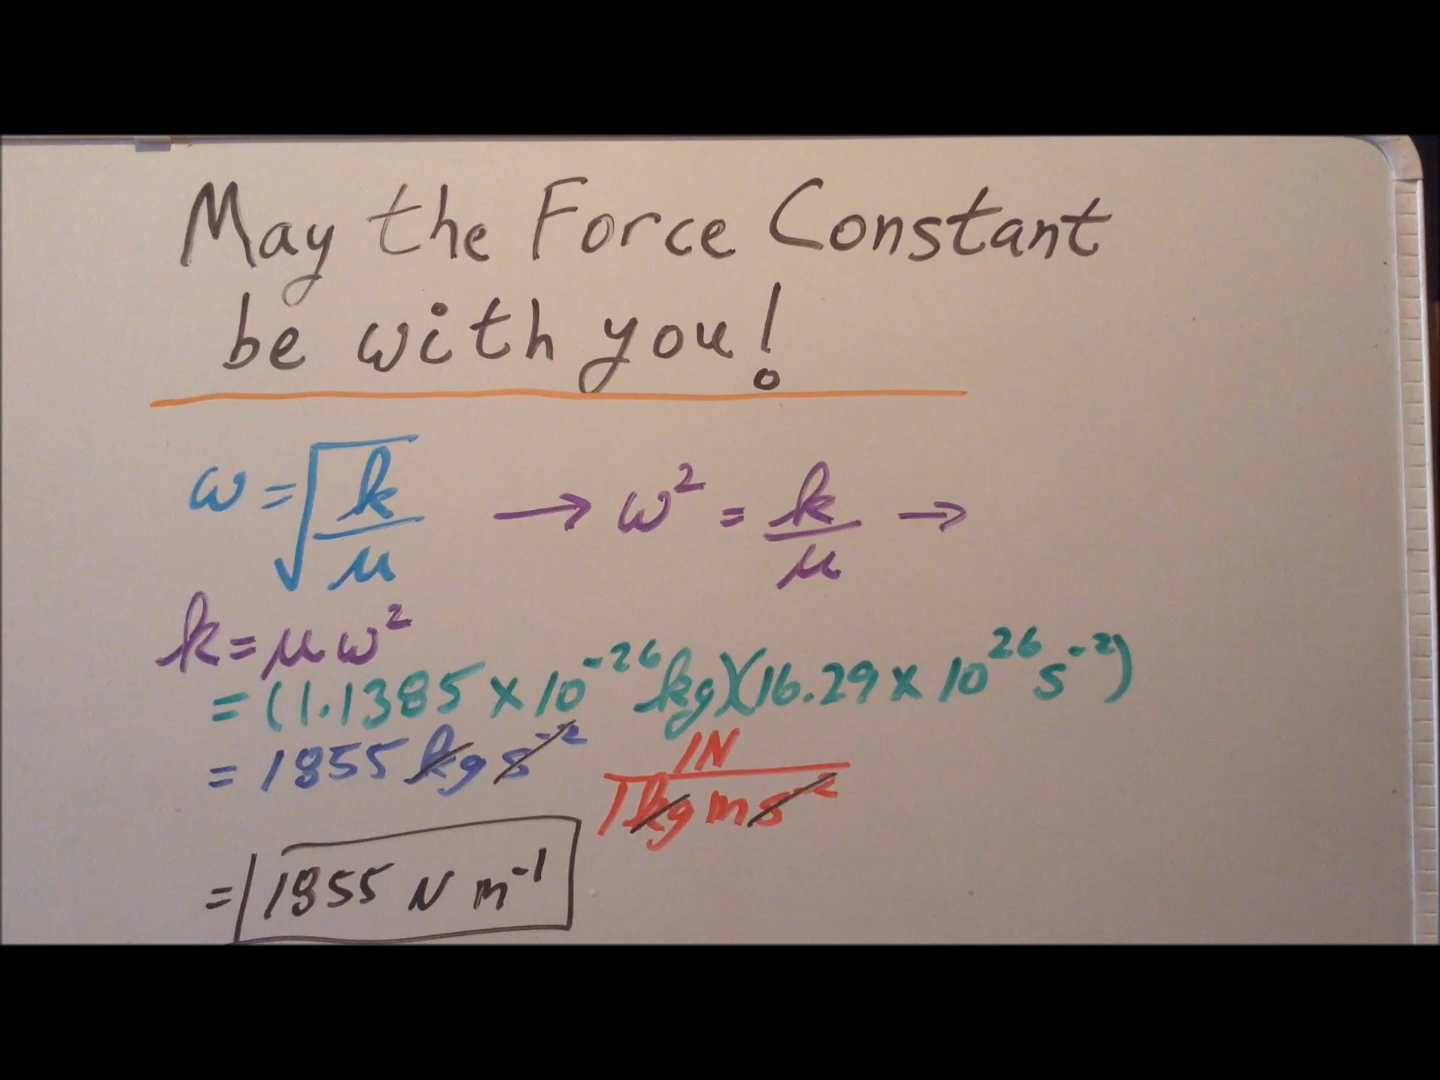 May the Force Constant
be with you!
ω = √(k/μ) → ω² = k/μ →
k = μω²
= (1.1385 × 10⁻²⁶ kg)(16.29 × 10²⁶ s⁻²)
= 1855 kg s⁻² 1N / 1 kg m s⁻²
= 1855 N m⁻¹